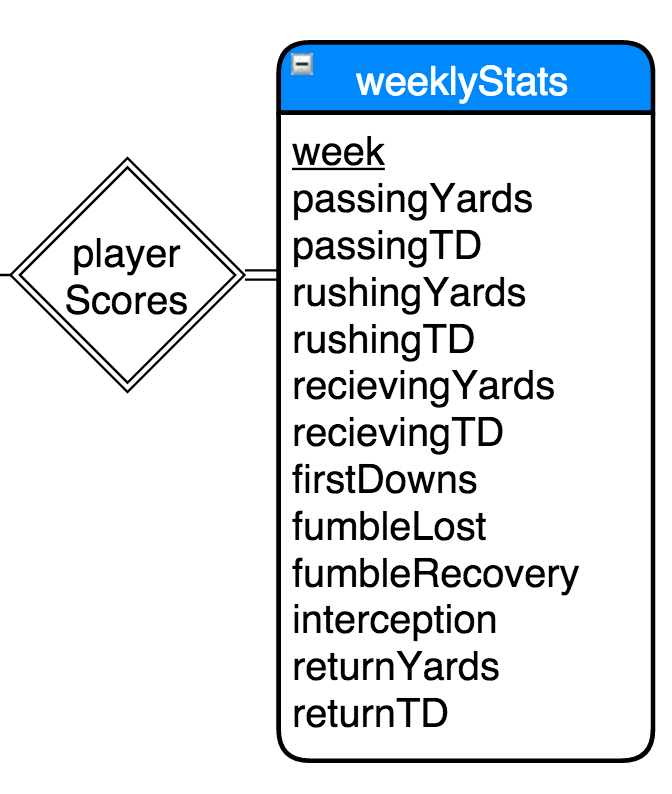 weeklyStats
player
Scores
week
passingYards
passingTD
rushingYards
rushingTD
recievingYards
recievingTD
firstDowns
fumbleLost
fumbleRecovery
interception
returnYards
returnTD